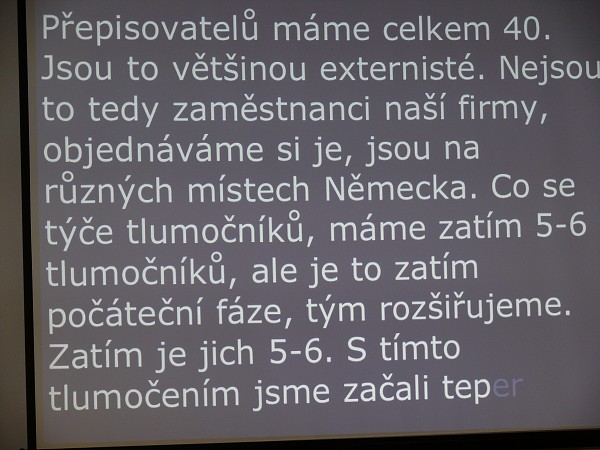 Přepisovatelů máme celkem 40.
Jsou to většinou externisté. Nejsou
to tedy zaměstnanci naší firmy,
objednáváme si je, jsou na
různých místech Německa. Co se
týče tlumočníků, máme zatím 5-6
tlumočníků, ale je to zatím
počáteční fáze, tým rozšiřujeme.
Zatím je jich 5-6. S tímto
tlumočením jsme začali teper